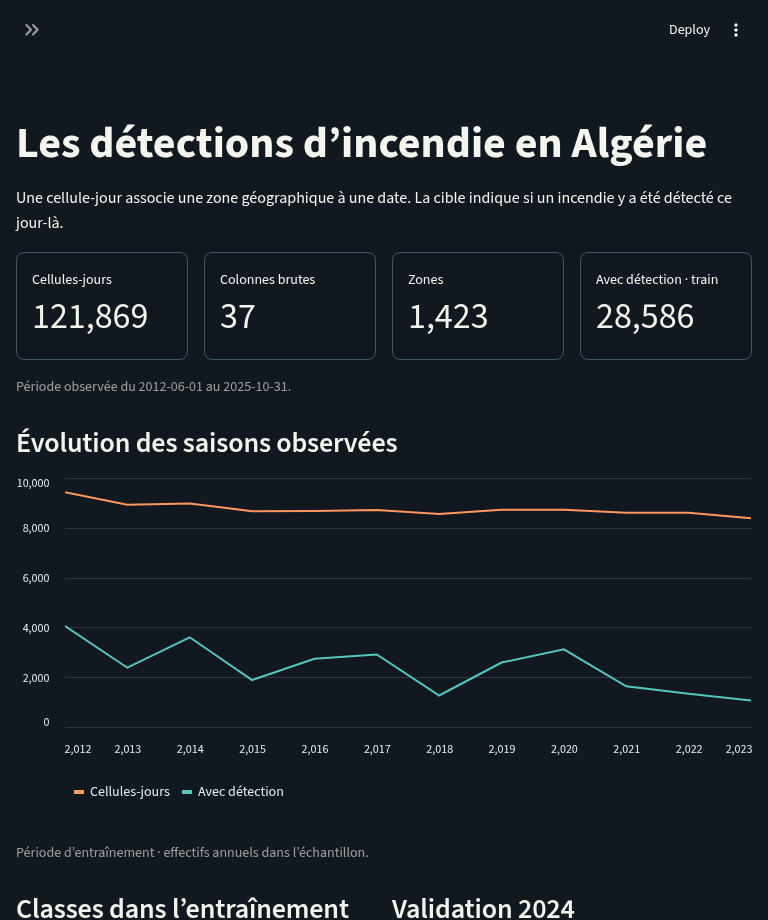 Deploy
Les détections d’incendie en Algérie
Une cellule-jour associe une zone géographique à une date. La cible indique si un incendie y a été détecté ce
jour-là.
Cellules-jours
121,869
Colonnes brutes
37
Zones
1,423
Avec détection · train
28,586
Période observée du 2012-06-01 au 2025-10-31.
Évolution des saisons observées
10,000
8,000
6,000
4,000
2,000
0
2,012 2,013 2,014 2,015 2,016 2,017 2,018 2,019 2,020 2,021 2,022 2,023
Cellules-jours Avec détection
Période d’entraînement · effectifs annuels dans l’échantillon.
Classes dans l’entraînement
Validation 2024